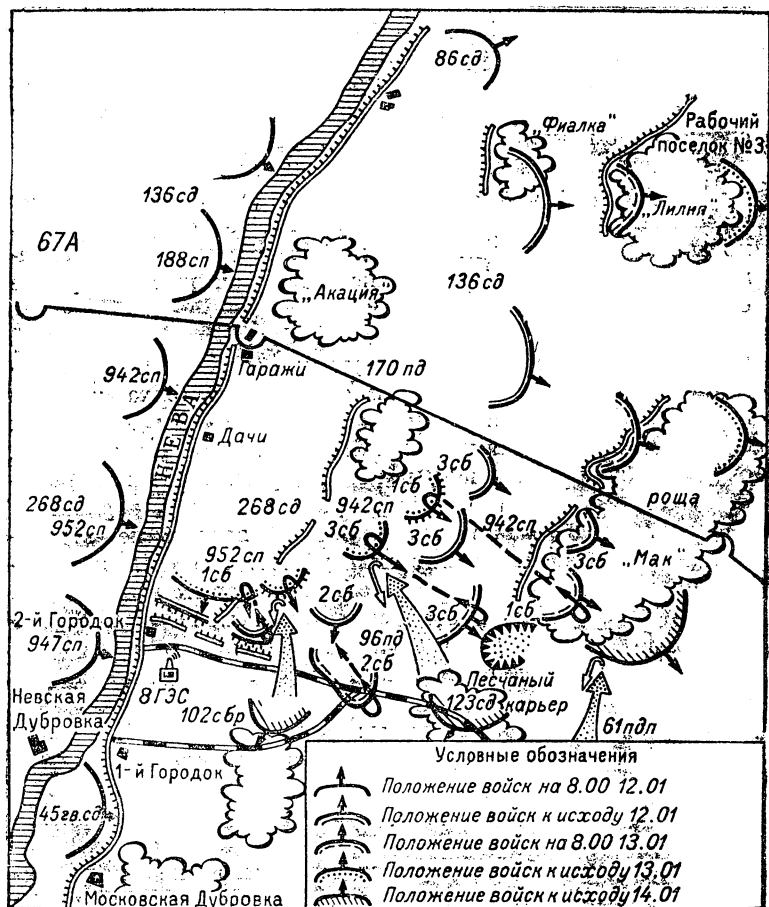 86сд
„Фиалка"
Рабочий
поселок №3
136сд
„Лилия"
67А
188сп
„Акация"
136сд
Гаражи
170 пд
942сп
НЕВА
Дачи
3сб
1сб
268сд
952сп
268сд
942сп
3сб
3сб
942сп
роща
„Мак"
3сб
952сп
1сб
2сб
3сб
1сб
2-й Городок
947сп
96пд
2сб
8ГЭС
Песчаный
карьер
Невская
Дубровка
102сбр
123сд
61пдп
1-й Городок
45гв.сд
Московская Дубровка
Условные обозначения
Положение войск на 8.00 12.01
Положение войск к исходу 12.01
Положение войск на 8.00 13.01
Положение войск к исходу 13.01
Положение войск к исходу 14.01